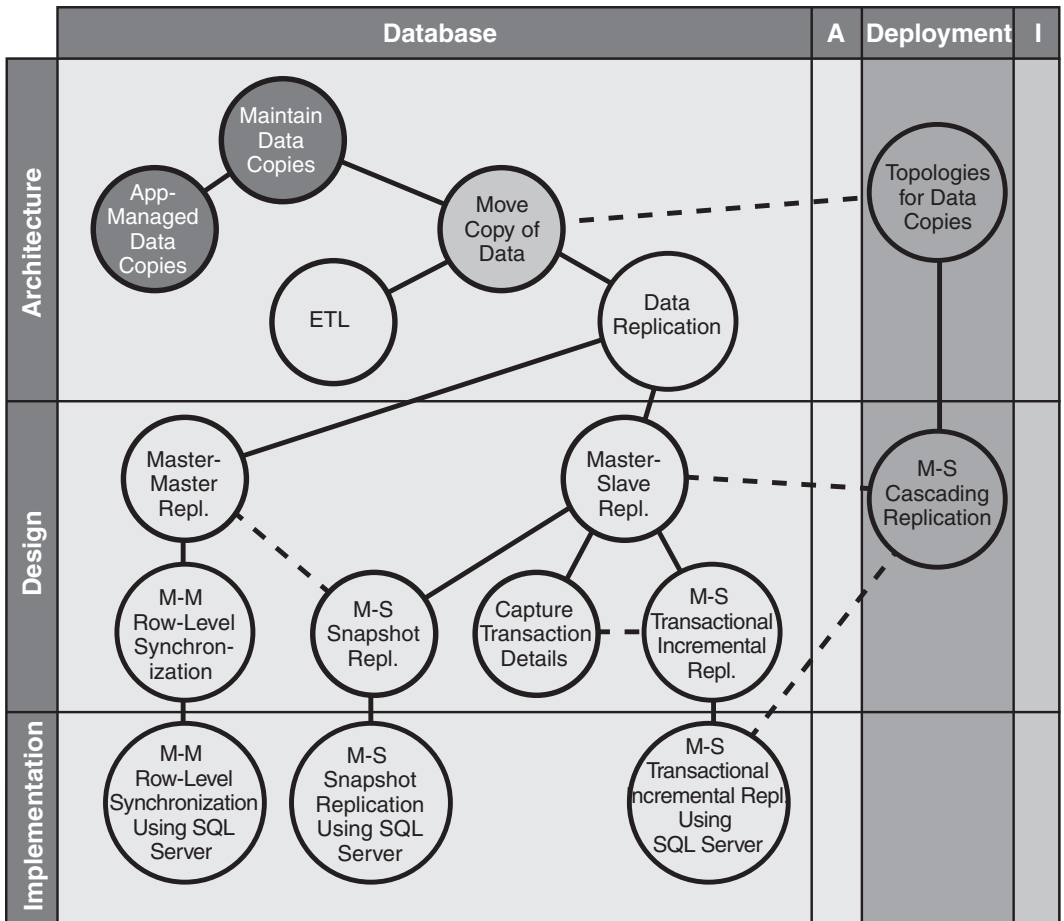 Database
A
Deployment
I
Architecture
Maintain
Data
Copies
App-
Managed
Data
Copies
Move
Copy of
Data
Topologies
for Data
Copies
ETL
Data
Replication
Design
Master-
Master
Repl.
Master-
Slave
Repl.
M-S
Cascading
Replication
M-M
Row-Level
Synchron-
ization
M-S
Snapshot
Repl.
Capture
Transaction
Details
M-S
Transactional
Incremental
Repl.
Implementation
M-M
Row-Level
Synchronization
Using SQL
Server
M-S
Snapshot
Replication
Using SQL
Server
M-S
Transactional
Incremental Repl.
Using
SQL Server